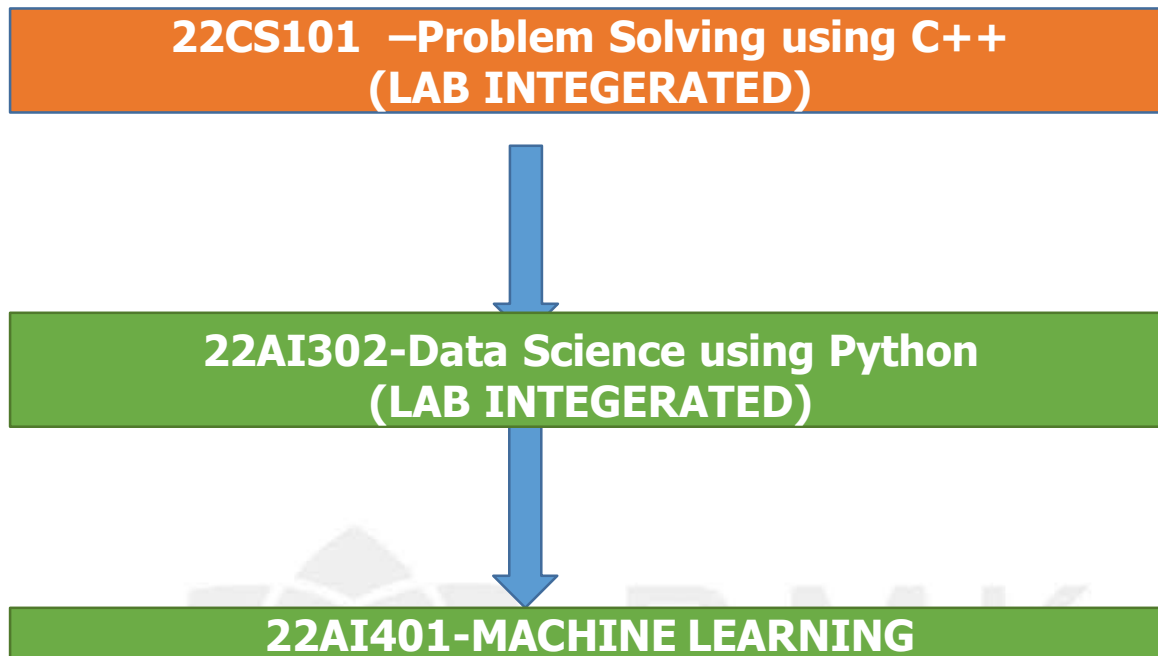 22CS101 –Problem Solving using C++
(LAB INTEGERATED)
22AI302-Data Science using Python
(LAB INTEGERATED)
22AI401-MACHINE LEARNING